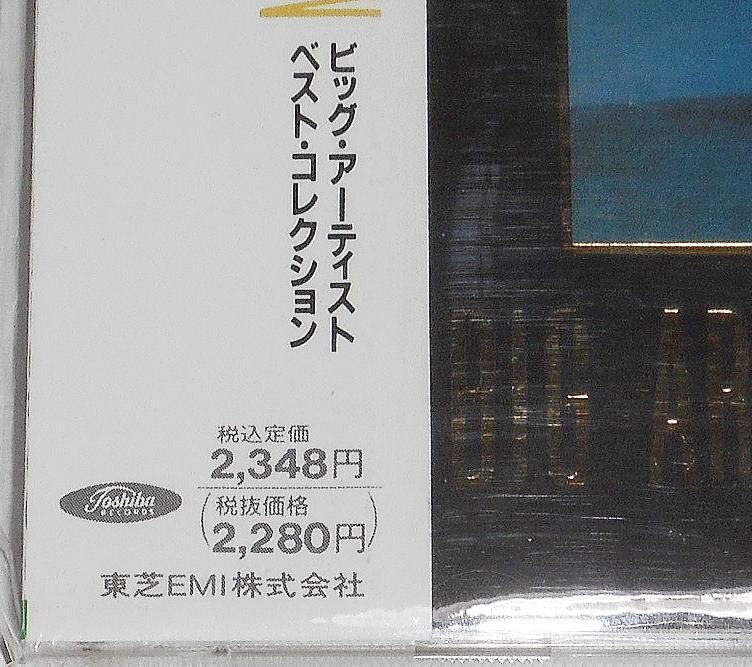 ビッグ・アーティスト
ベスト・コレクション
税込定価
2,348円
(税抜価格
2,280円)
Toshiba
RECORDS
東芝EMI株式会社
BIG AR